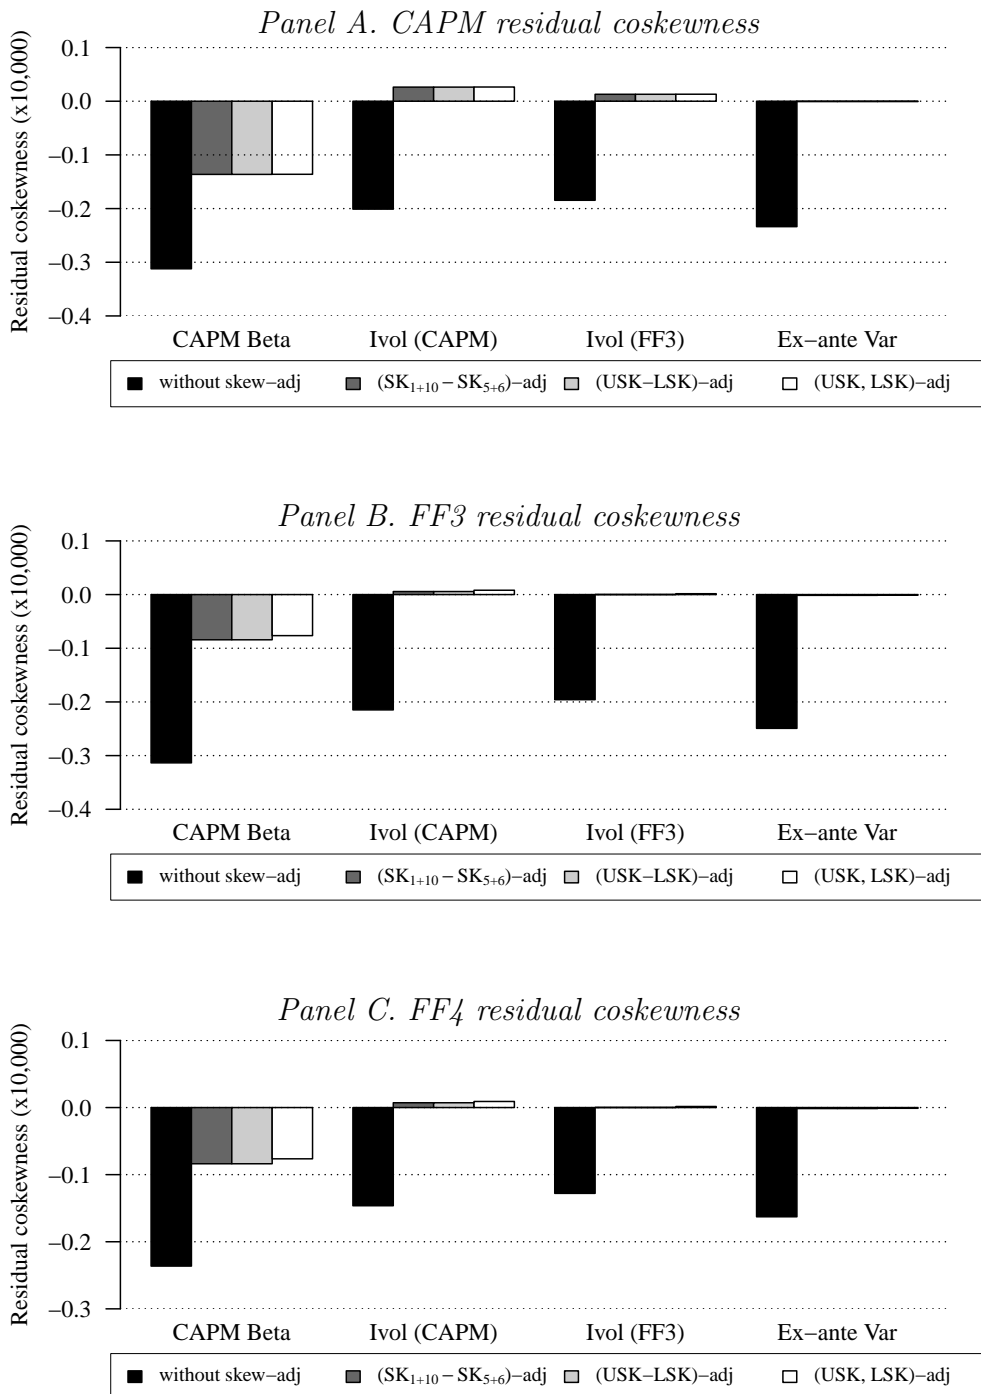 Panel A. CAPM residual coskewness
Residual coskewness (x10,000)
0.1
0.0
−0.1
−0.2
−0.3
−0.4
CAPM Beta
Ivol (CAPM)
Ivol (FF3)
Ex−ante Var
without skew−adj
(SK1+10 − SK5+6)−adj
(USK−LSK)−adj
(USK, LSK)−adj
Panel B. FF3 residual coskewness
Residual coskewness (x10,000)
0.1
0.0
−0.1
−0.2
−0.3
−0.4
CAPM Beta
Ivol (CAPM)
Ivol (FF3)
Ex−ante Var
without skew−adj
(SK1+10 − SK5+6)−adj
(USK−LSK)−adj
(USK, LSK)−adj
Panel C. FF4 residual coskewness
Residual coskewness (x10,000)
0.1
0.0
−0.1
−0.2
−0.3
CAPM Beta
Ivol (CAPM)
Ivol (FF3)
Ex−ante Var
without skew−adj
(SK1+10 − SK5+6)−adj
(USK−LSK)−adj
(USK, LSK)−adj